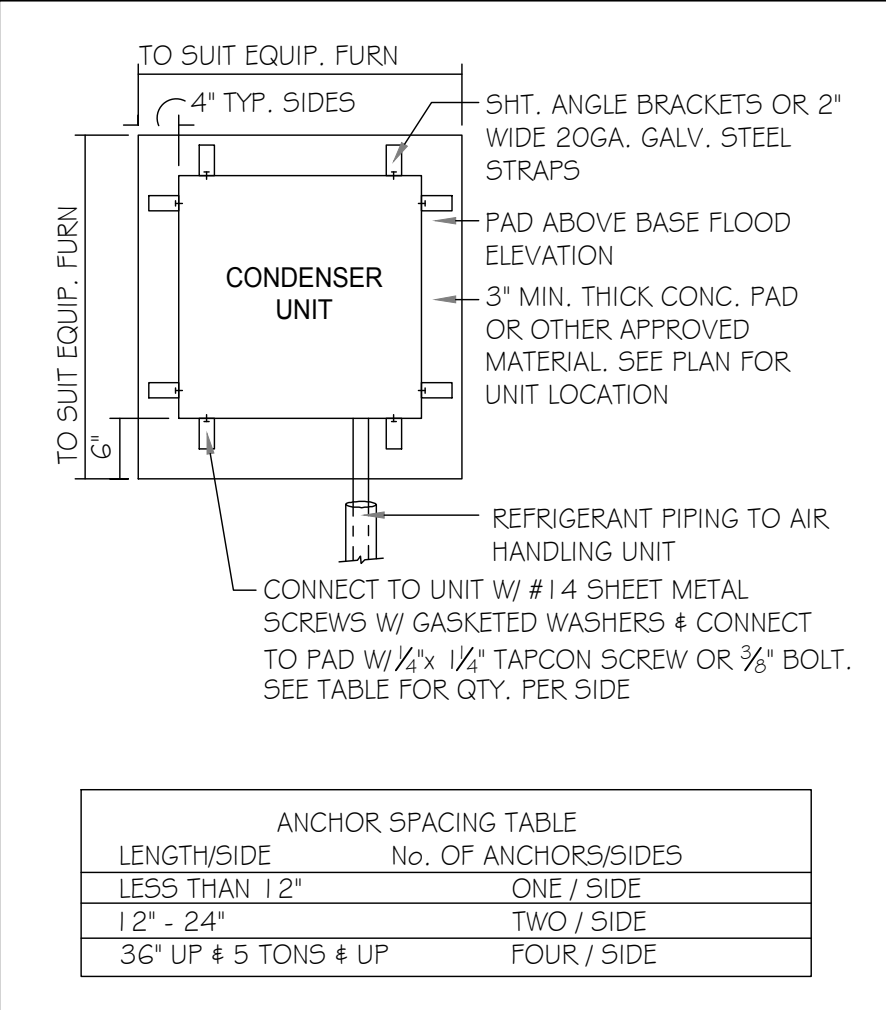 TO SUIT EQUIP. FURN
4" TYP. SIDES
TO SUIT EQUIP. FURN
6"
CONDENSER
UNIT
SHT. ANGLE BRACKETS OR 2"
WIDE 20GA. GALV. STEEL
STRAPS
PAD ABOVE BASE FLOOD
ELEVATION
3" MIN. THICK CONC. PAD
OR OTHER APPROVED
MATERIAL. SEE PLAN FOR
UNIT LOCATION
REFRIGERANT PIPING TO AIR
HANDLING UNIT
CONNECT TO UNIT W/ #14 SHEET METAL
SCREWS W/ GASKETED WASHERS & CONNECT
TO PAD W/ 1/4"x 1 1/4" TAPCON SCREW OR 3/8" BOLT.
SEE TABLE FOR QTY. PER SIDE
ANCHOR SPACING TABLE
LENGTH/SIDE No. OF ANCHORS/SIDES
LESS THAN 12" ONE / SIDE
12" - 24" TWO / SIDE
36" UP & 5 TONS & UP FOUR / SIDE